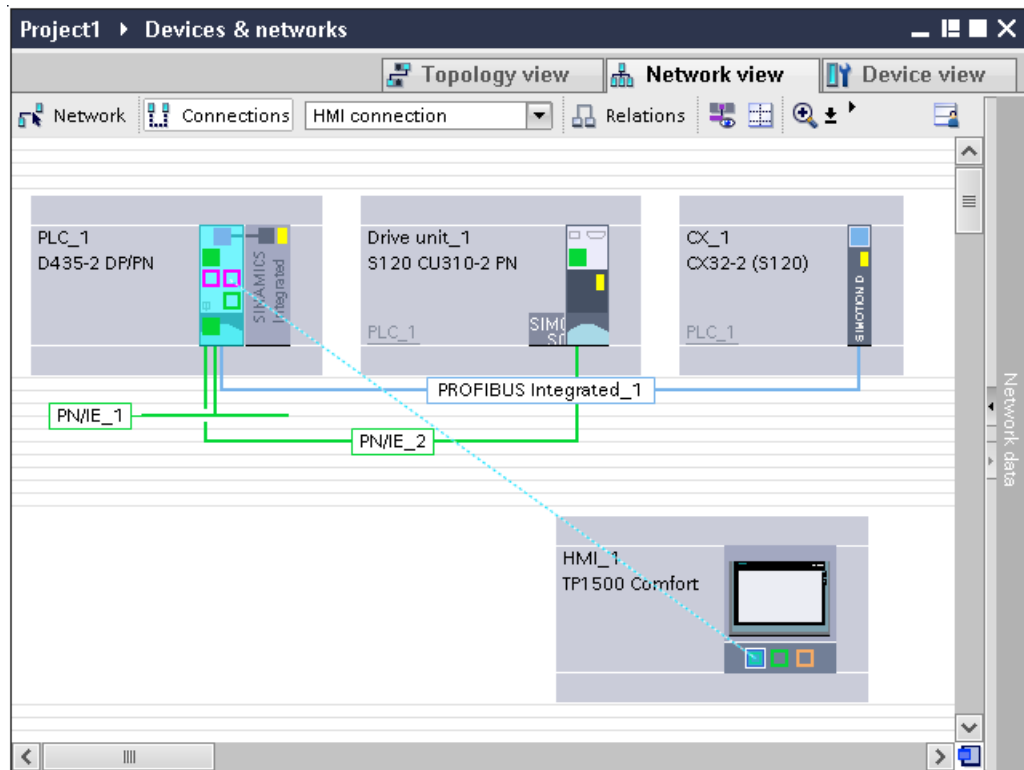 Project1 ▸ Devices & networks
Topology view
Network view
Device view
Network
Connections
HMI connection
Relations
PLC_1
D435-2 DP/PN
SINAMICS
Integrated
Drive unit_1
S120 CU310-2 PN
PLC_1
CX_1
CX32-2 (S120)
PLC_1
SIMOTION D
PROFIBUS Integrated_1
PN/IE_1
PN/IE_2
HMI_1
TP1500 Comfort
Network data